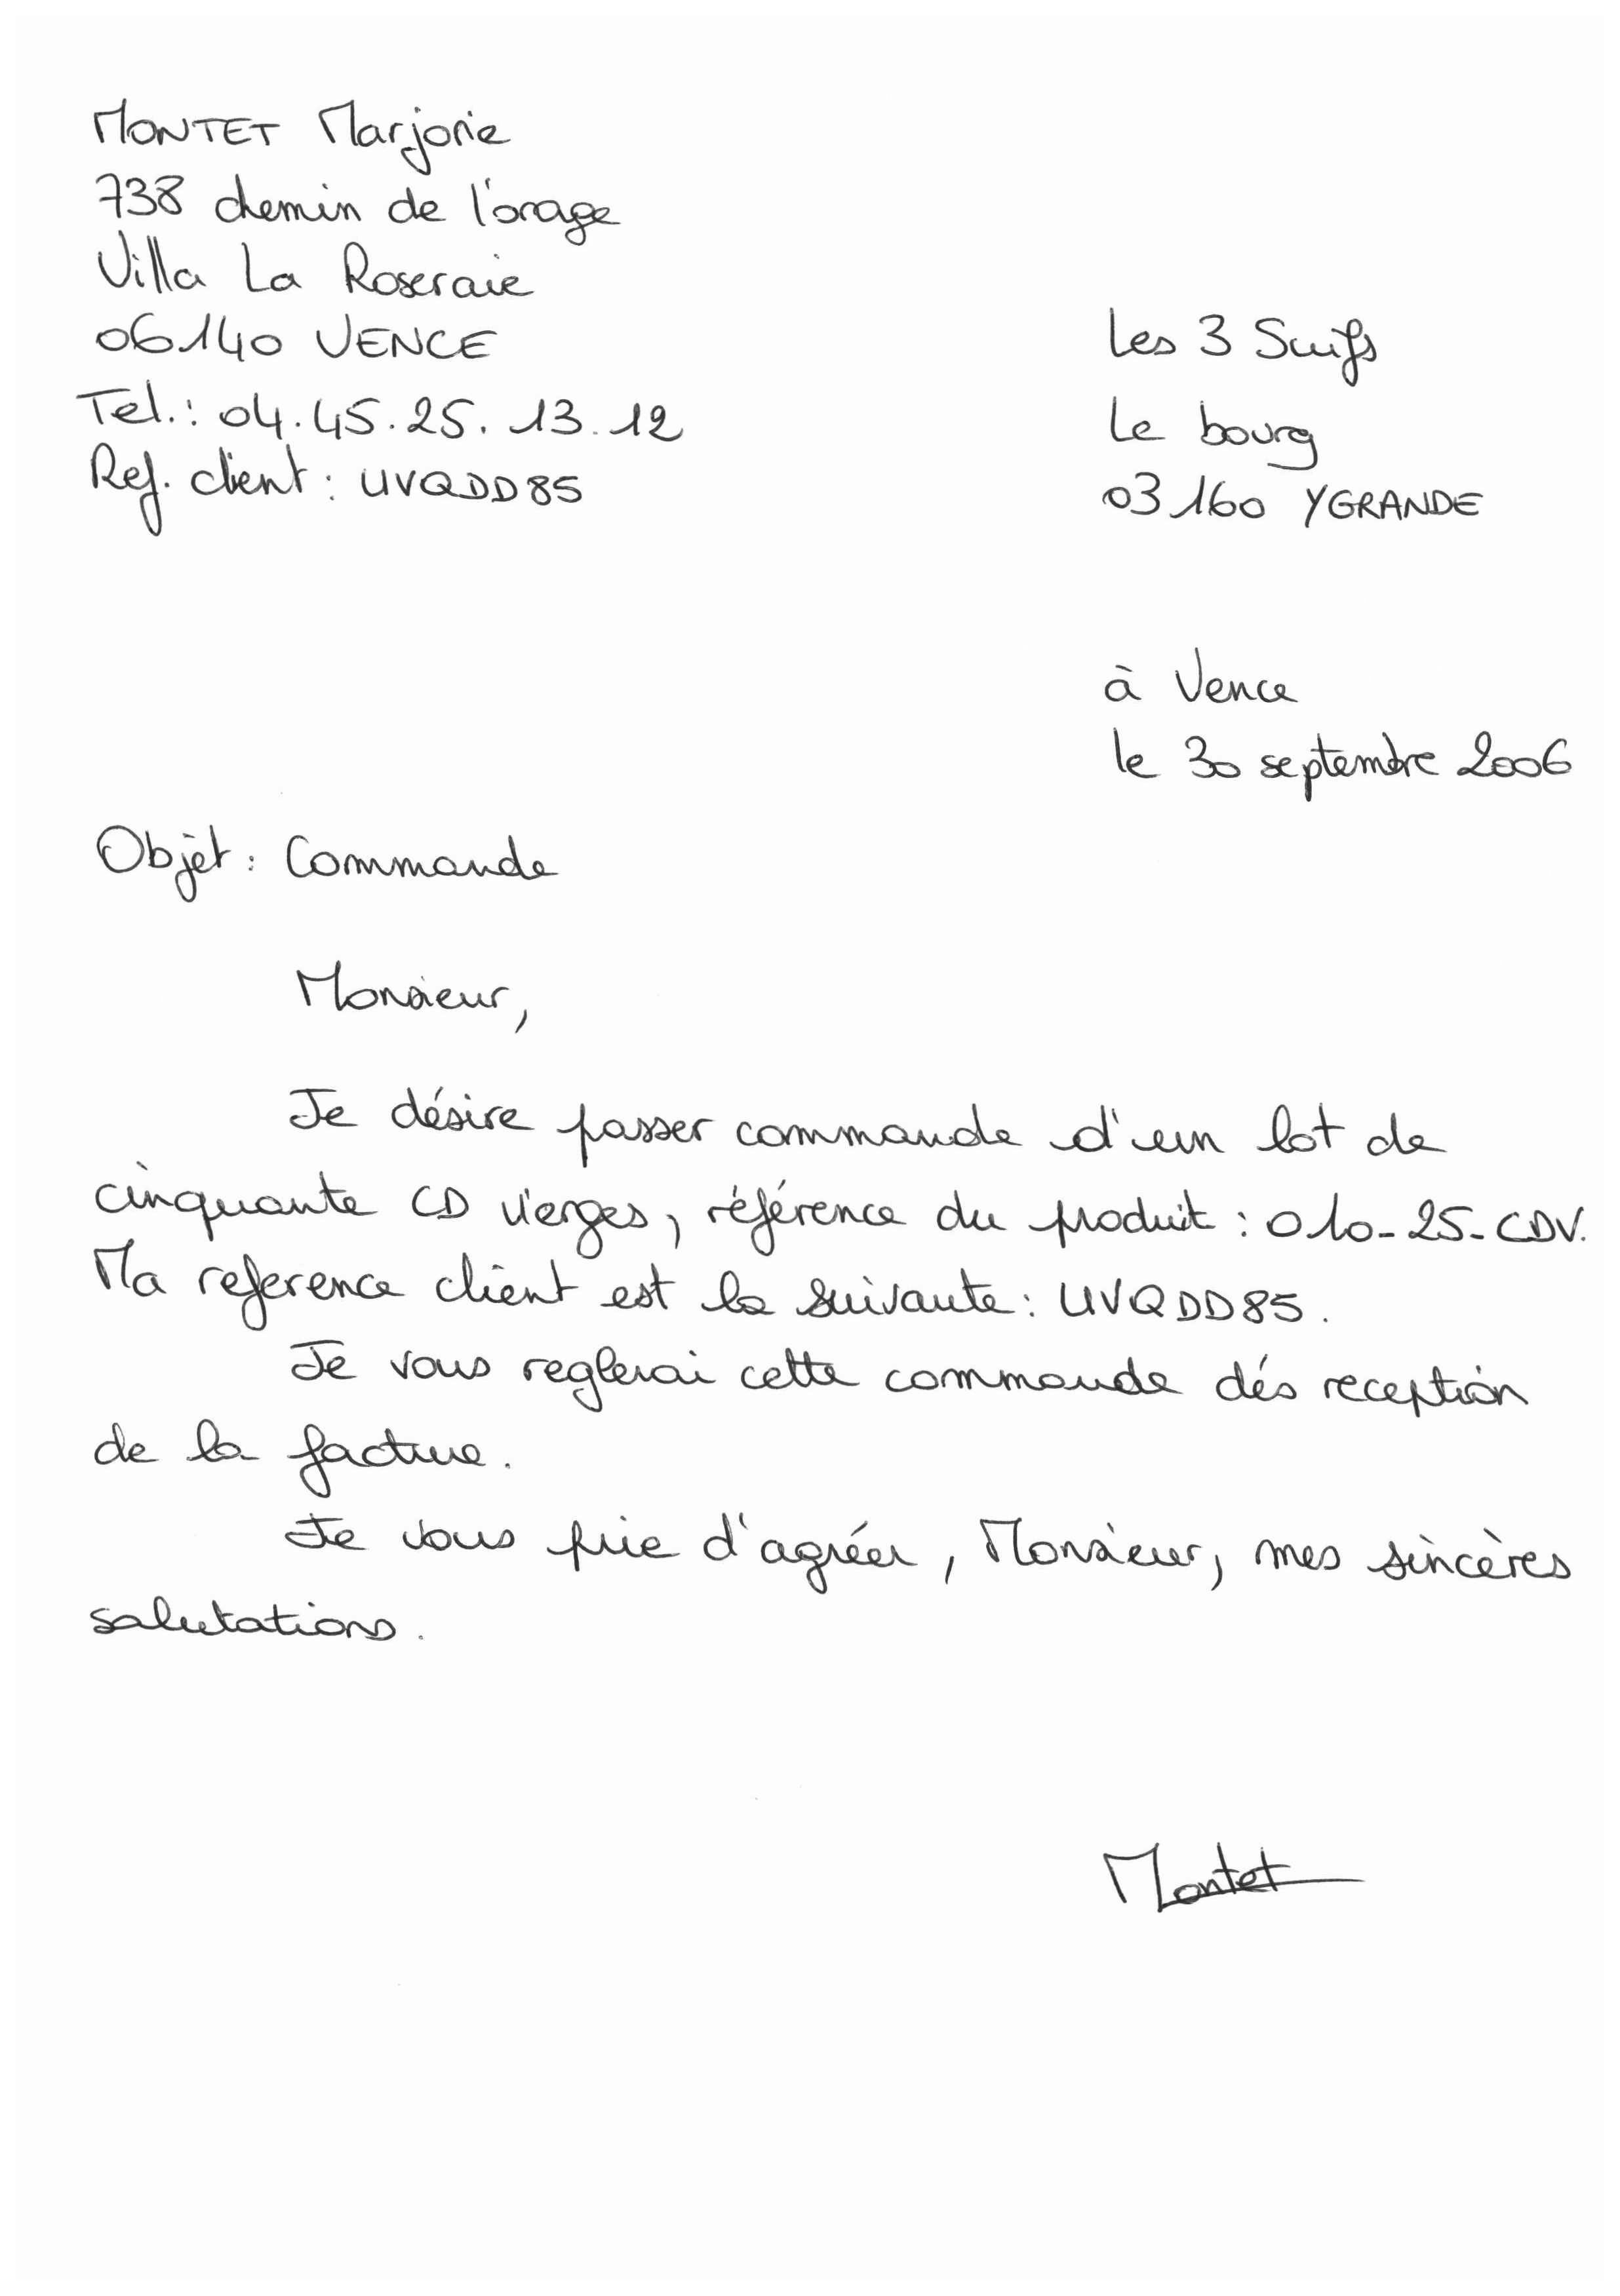 MONTET Marjorie
738 chemin de l'orage
Villa La Roseraie
06140 VENCE
Tel.: 04.45.25.13.12
Ref. client : UVQDD85
Les 3 Suifs
Le bourg
03160 YGRANDE
à Vence
le 30 septembre 2006
Objet : Commande
Monsieur,
Je désire passer commande d'un lot de
cinquante CD vierges, référence du produit : 010-25-CDV.
Ma reference client est la suivante : UVQDD85.
Je vous reglerai cette commande dés reception
de la facture.
Je vous prie d'agréer, Monsieur, mes sincères
salutations.
Montet